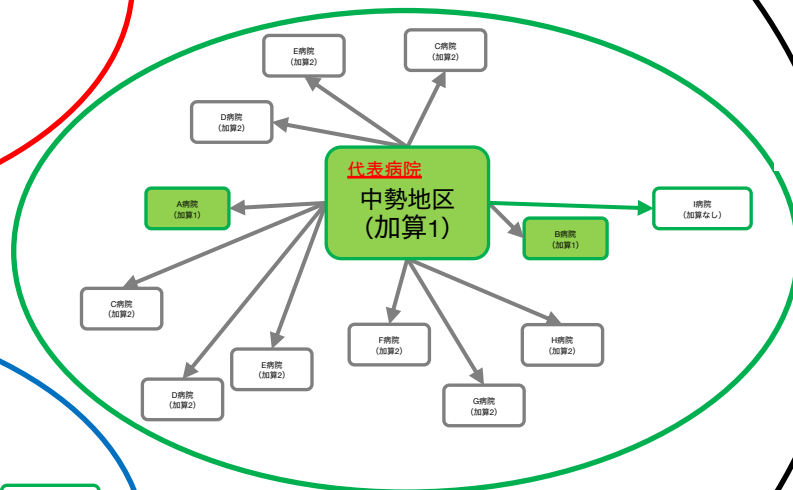 E病院
（加算2）
C病院
（加算2）
D病院
（加算2）
代表病院
中勢地区
（加算1）
A病院
（加算1）
I病院
（加算なし）
B病院
（加算1）
C病院
（加算2）
F病院
（加算2）
H病院
（加算2）
E病院
（加算2）
D病院
（加算2）
G病院
（加算2）